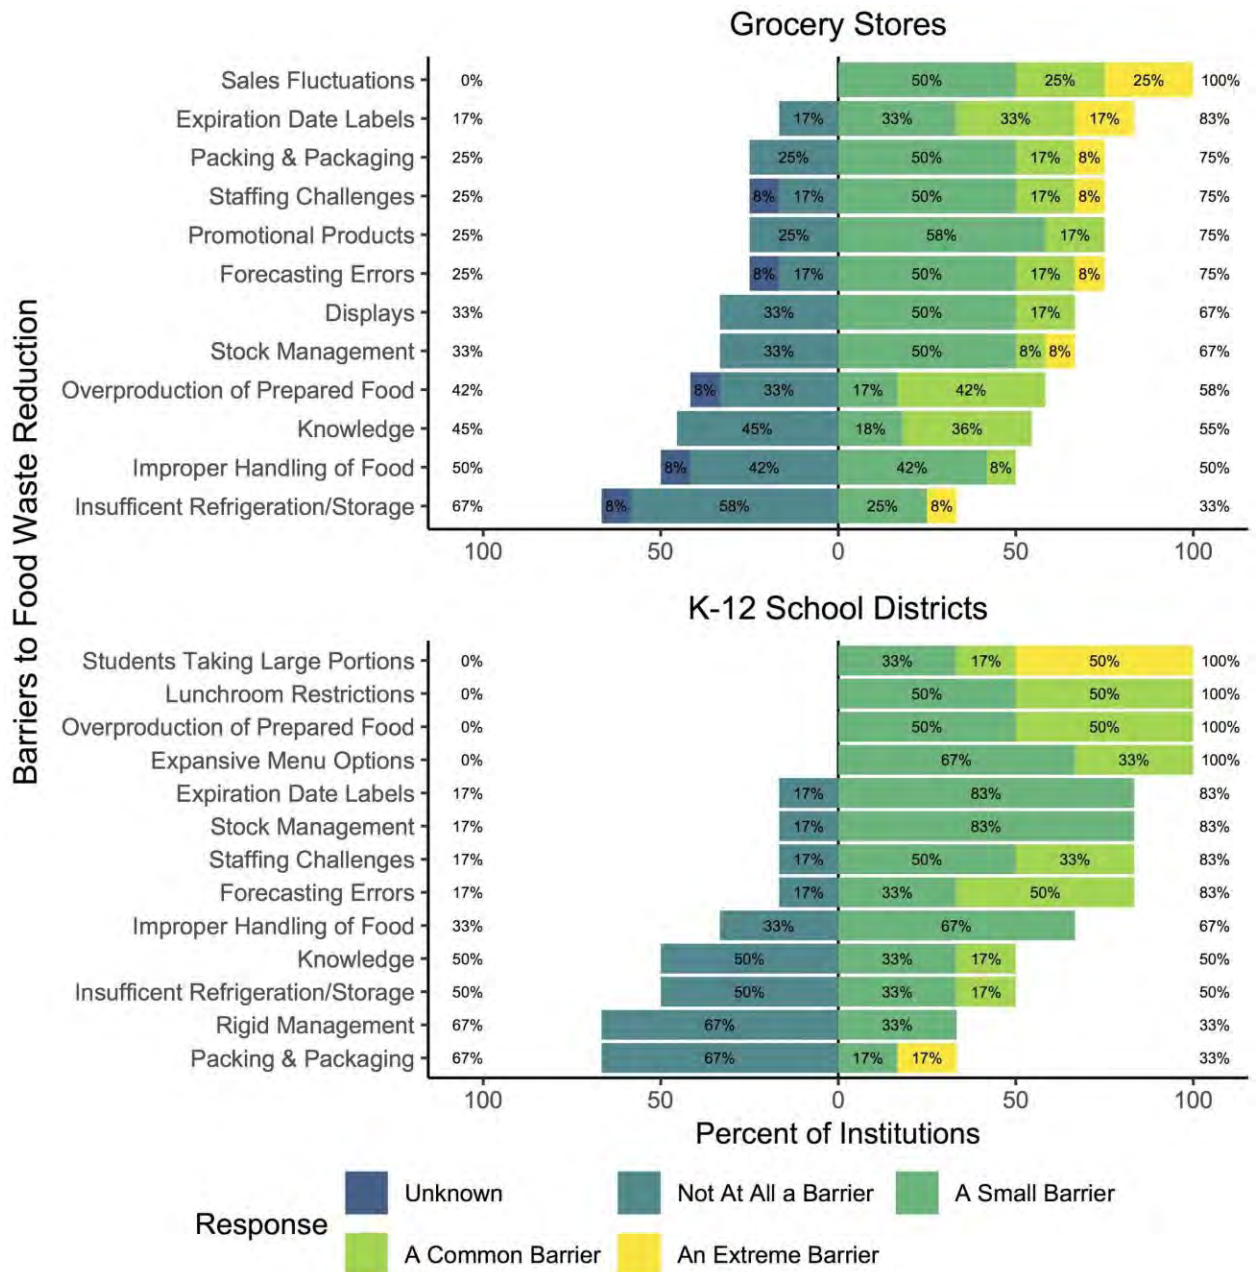 Grocery Stores
Sales Fluctuations 0% 50% 25% 25% 100%
Expiration Date Labels 17% 17% 33% 33% 17% 83%
Packing & Packaging 25% 25% 50% 17% 8% 75%
Staffing Challenges 25% 8% 17% 50% 17% 8% 75%
Promotional Products 25% 25% 58% 17% 75%
Forecasting Errors 25% 8% 17% 50% 17% 8% 75%
Displays 33% 33% 50% 17% 67%
Stock Management 33% 33% 50% 8% 8% 67%
Overproduction of Prepared Food 42% 8% 33% 17% 42% 58%
Knowledge 45% 45% 18% 36% 55%
Improper Handling of Food 50% 8% 42% 42% 8% 50%
Insufficent Refrigeration/Storage 67% 8% 58% 25% 8% 33%
100 50 0 50 100
Barriers to Food Waste Reduction
K-12 School Districts
Students Taking Large Portions 0% 33% 17% 50% 100%
Lunchroom Restrictions 0% 50% 50% 100%
Overproduction of Prepared Food 0% 50% 50% 100%
Expansive Menu Options 0% 67% 33% 100%
Expiration Date Labels 17% 17% 83% 83%
Stock Management 17% 17% 83% 83%
Staffing Challenges 17% 17% 50% 33% 83%
Forecasting Errors 17% 17% 33% 50% 83%
Improper Handling of Food 33% 33% 67% 67%
Knowledge 50% 50% 33% 17% 50%
Insufficent Refrigeration/Storage 50% 50% 33% 17% 50%
Rigid Management 67% 67% 33% 33%
Packing & Packaging 67% 67% 17% 17% 33%
100 50 0 50 100
Percent of Institutions
Response
Unknown Not At All a Barrier A Small Barrier
A Common Barrier An Extreme Barrier